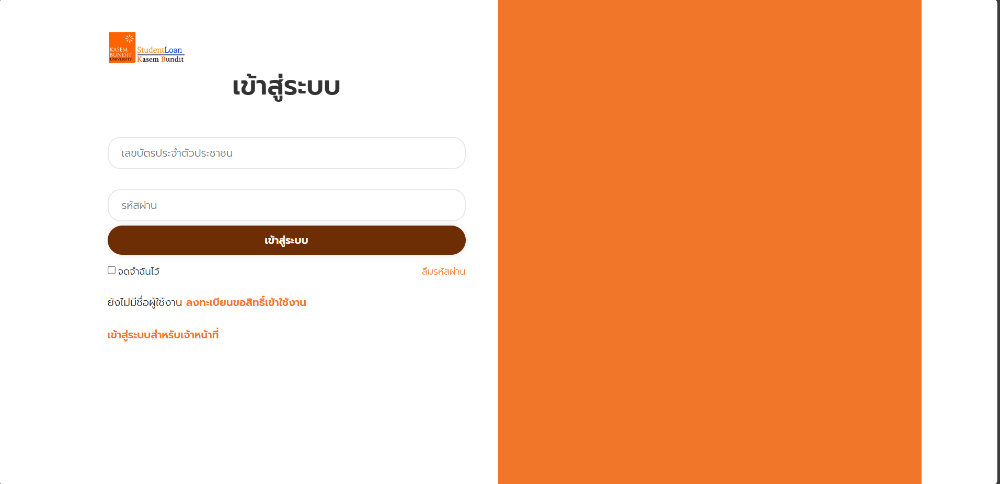 KASEM
BUNDIT
UNIVERSITY
StudentLoan
Kasem Bundit
เข้าสู่ระบบ
เลขบัตรประจำตัวประชาชน
รหัสผ่าน
เข้าสู่ระบบ
จดจำฉันไว้ ลืมรหัสผ่าน
ยังไม่มีชื่อผู้ใช้งาน ลงทะเบียนขอสิทธิ์เข้าใช้งาน
เข้าสู่ระบบสำหรับเจ้าหน้าที่